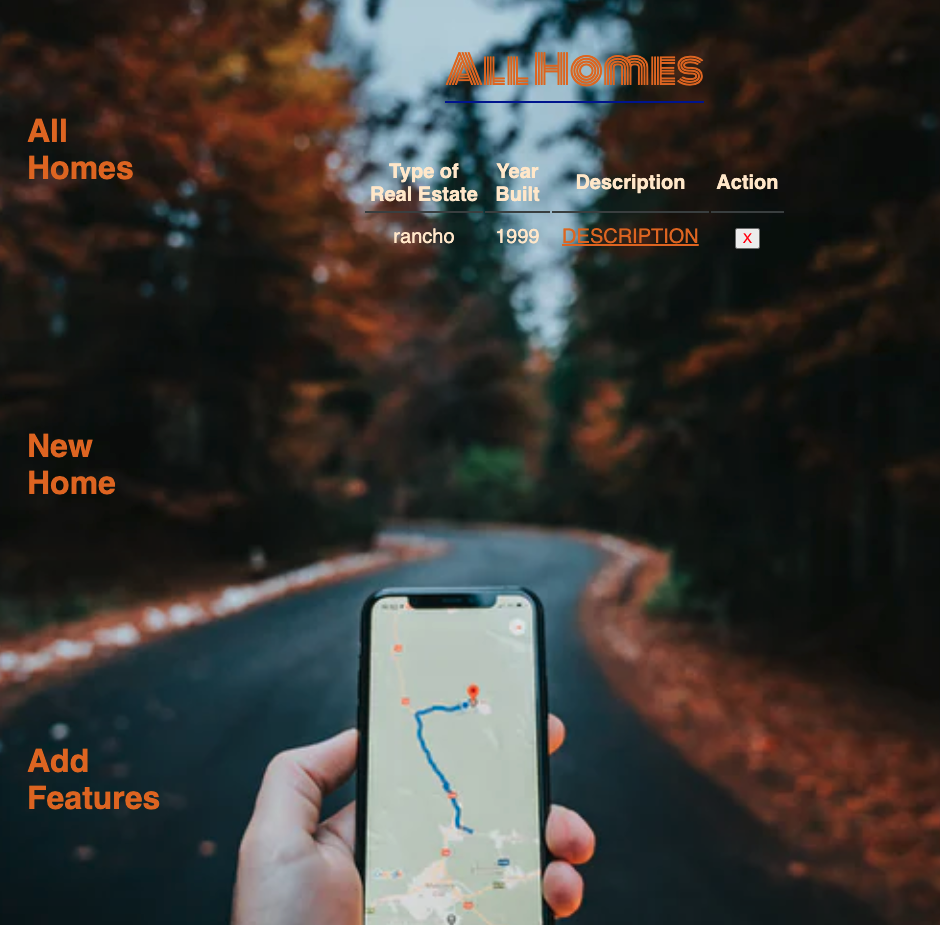 All Homes
All
Homes
New
Home
Add
Features
Type of Year
Real Estate Built Description Action
rancho 1999 DESCRIPTION X